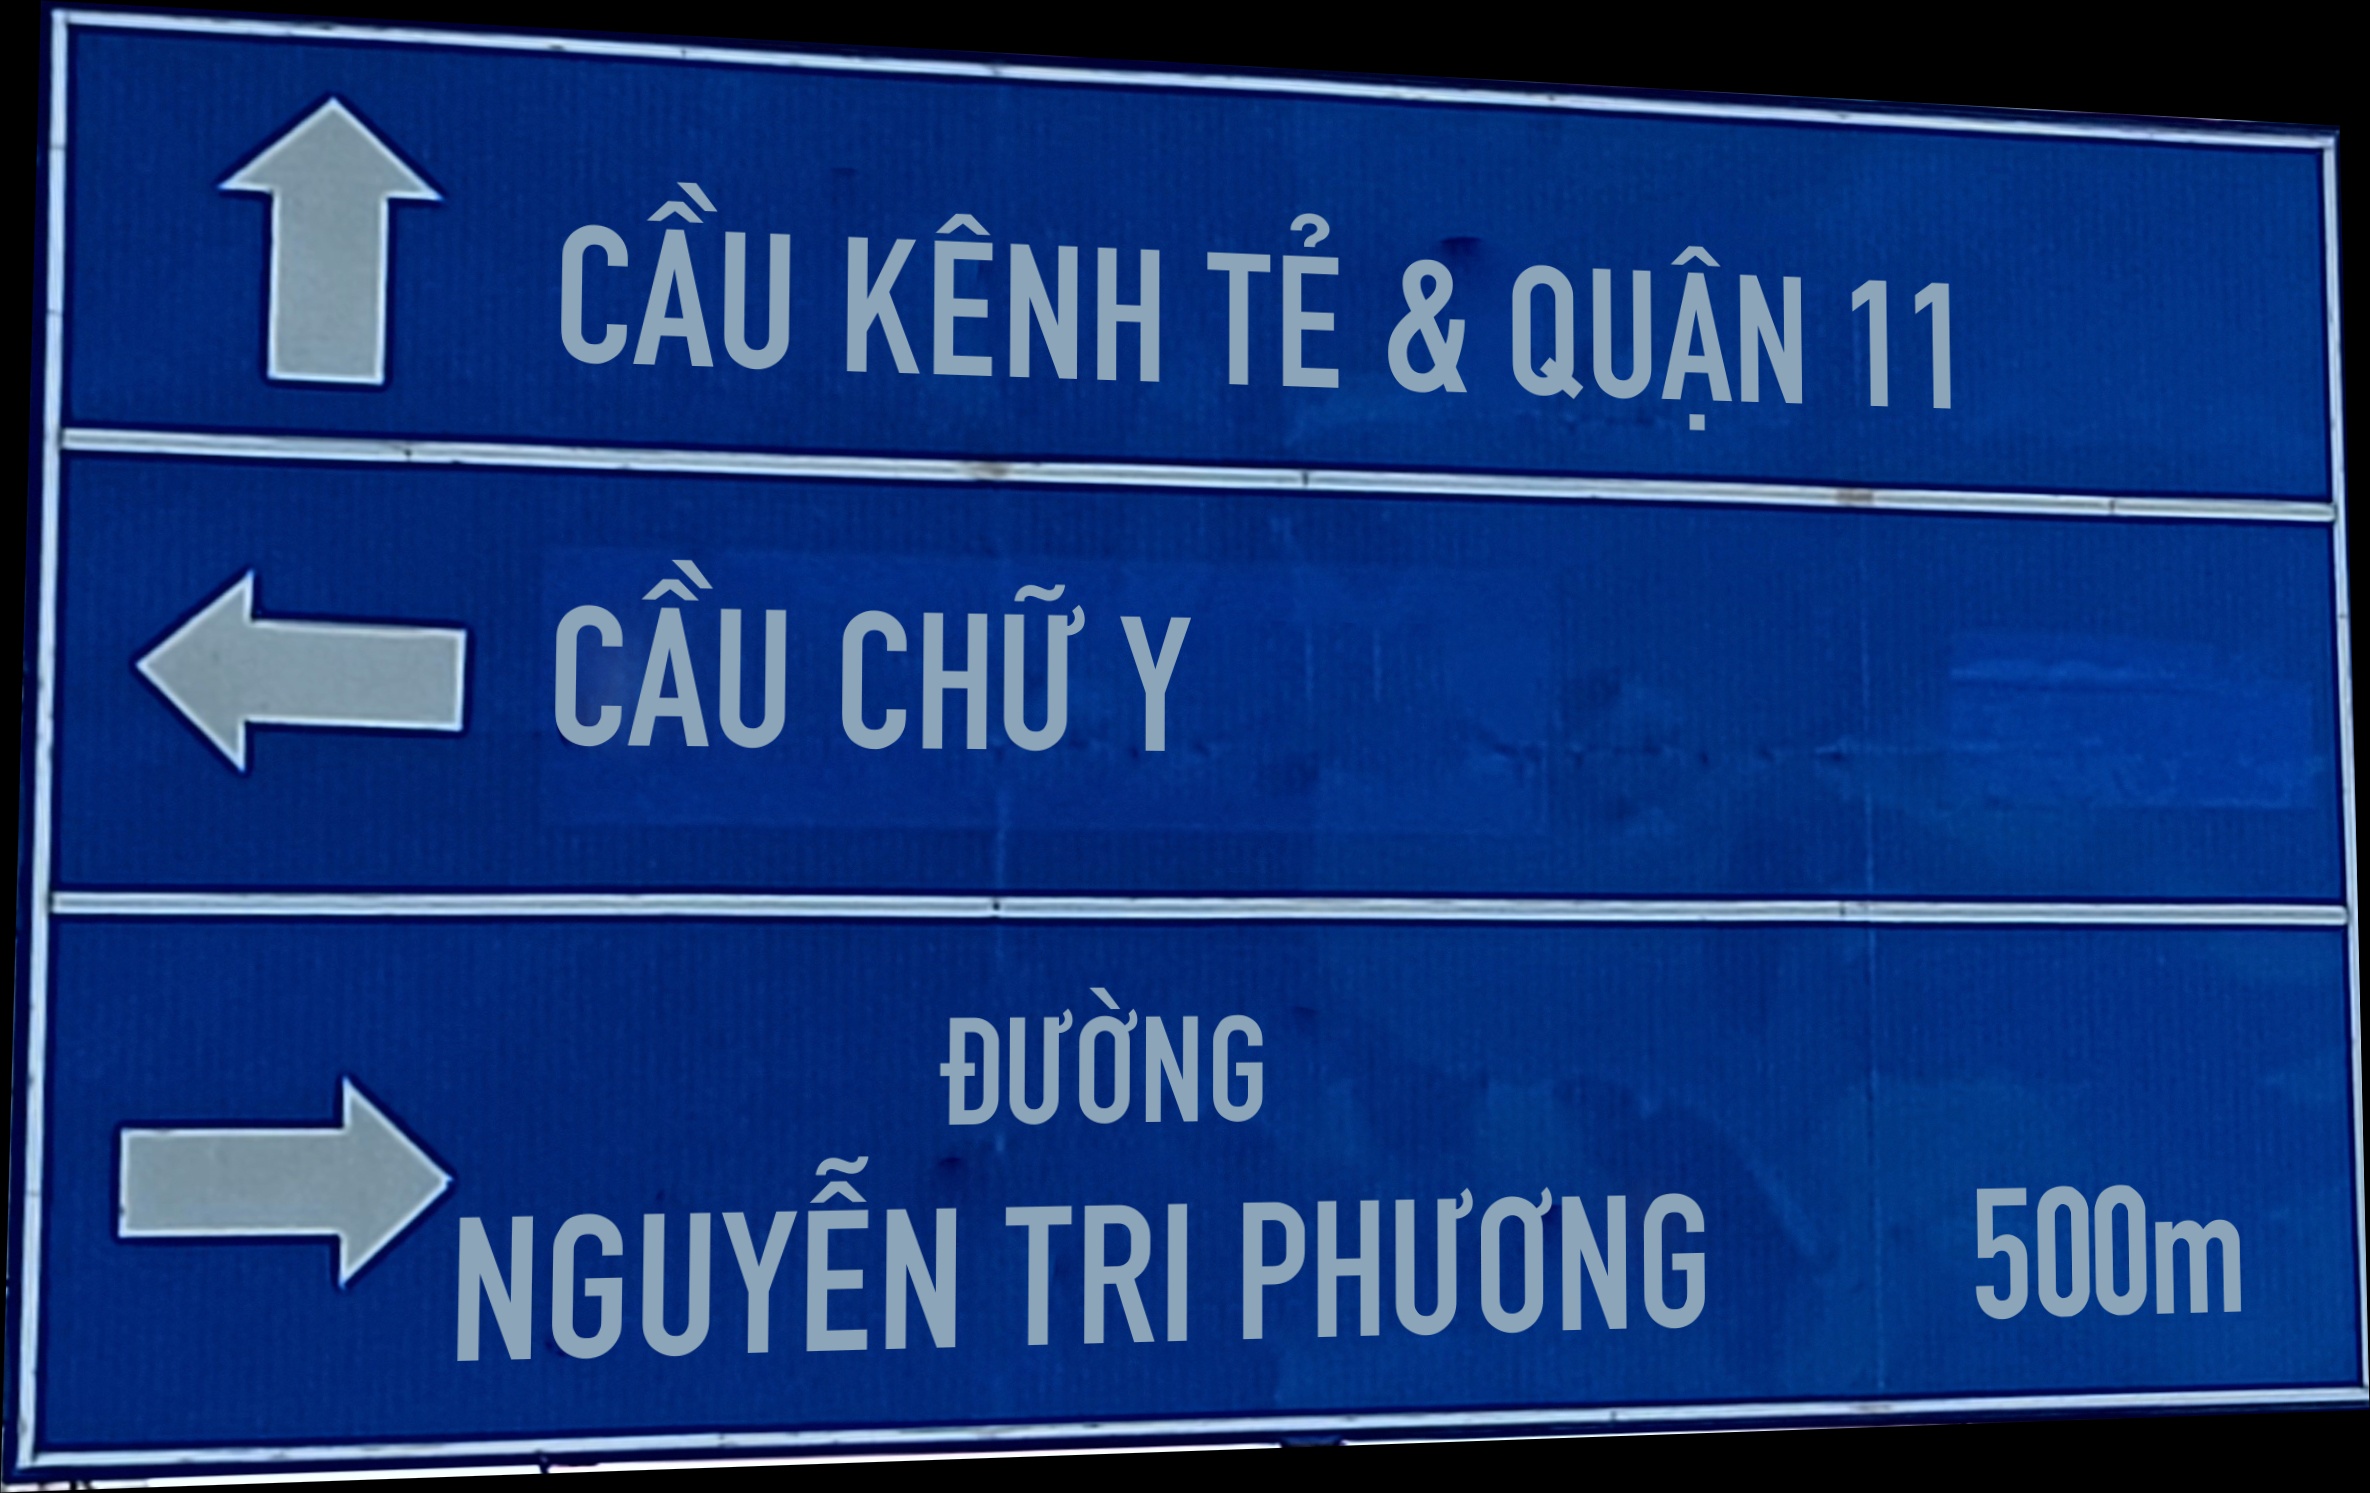 CẦU KÊNH TẺ & QUẬN 11
CẦU CHỮ Y
ĐƯỜNG
NGUYỄN TRI PHƯƠNG 500m